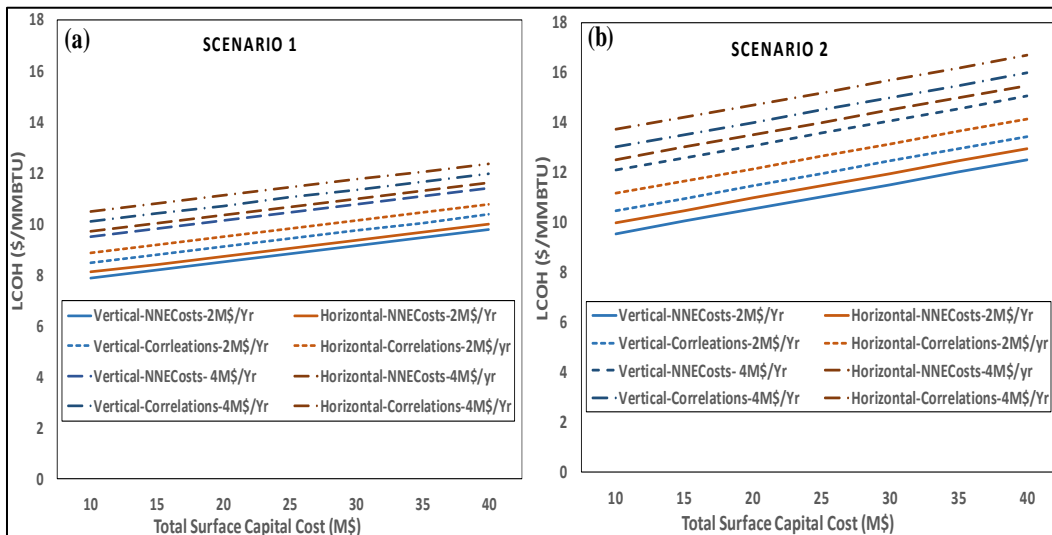 (a)
SCENARIO 1
LCOH ($/MMBTU)
18
16
14
12
10
8
6
4
2
0
Vertical-NNECosts-2M$/Yr
Horizontal-NNECosts-2M$/Yr
Vertical-Corrleations-2M$/Yr
Horizontal-Correlations-2M$/yr
Vertical-NNECosts- 4M$/Yr
Horizontal-NNECosts-4M$/yr
Vertical-Correlations-4M$/Yr
Horizontal-Correlations-4M$/Yr
10 15 20 25 30 35 40
Total Surface Capital Cost (M$)
(b)
SCENARIO 2
LCOH ($/MMBTU)
18
16
14
12
10
8
6
4
2
0
Vertical-NNECosts-2M$/Yr
Horizontal-NNECosts-2M$/Yr
Vertical-Corrleations-2M$/Yr
Horizontal-Correlations-2M$/yr
Vertical-NNECosts- 4M$/Yr
Horizontal-NNECosts-4M$/yr
Vertical-Correlations-4M$/Yr
Horizontal-Correlations-4M$/Yr
10 15 20 25 30 35 40
Total Surface Capital Cost (M$)